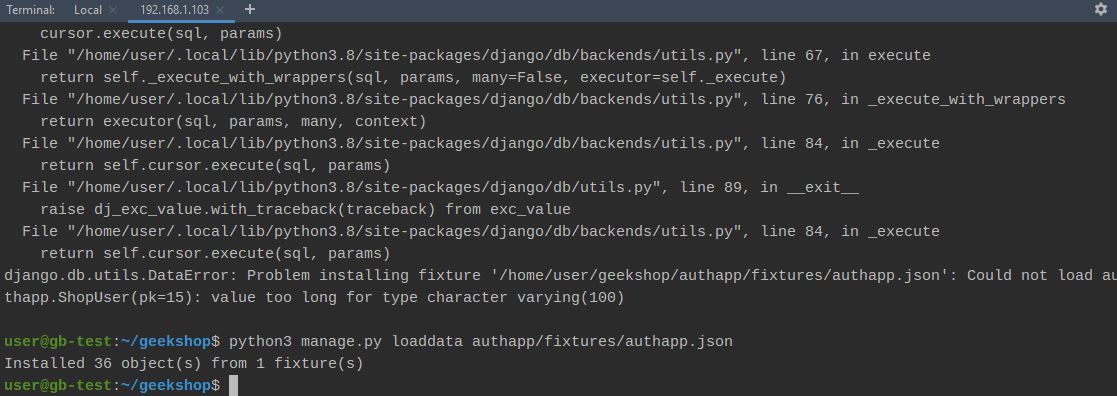 Terminal: Local × 192.168.1.103 × +
cursor.execute(sql, params)
File "/home/user/.local/lib/python3.8/site-packages/django/db/backends/utils.py", line 67, in execute
return self._execute_with_wrappers(sql, params, many=False, executor=self._execute)
File "/home/user/.local/lib/python3.8/site-packages/django/db/backends/utils.py", line 76, in _execute_with_wrappers
return executor(sql, params, many, context)
File "/home/user/.local/lib/python3.8/site-packages/django/db/backends/utils.py", line 84, in _execute
return self.cursor.execute(sql, params)
File "/home/user/.local/lib/python3.8/site-packages/django/db/utils.py", line 89, in __exit__
raise dj_exc_value.with_traceback(traceback) from exc_value
File "/home/user/.local/lib/python3.8/site-packages/django/db/backends/utils.py", line 84, in _execute
return self.cursor.execute(sql, params)
django.db.utils.DataError: Problem installing fixture '/home/user/geekshop/authapp/fixtures/authapp.json': Could not load au
thapp.ShopUser(pk=15): value too long for type character varying(100)
user@gb-test:~/geekshop$ python3 manage.py loaddata authapp/fixtures/authapp.json
Installed 36 object(s) from 1 fixture(s)
user@gb-test:~/geekshop$